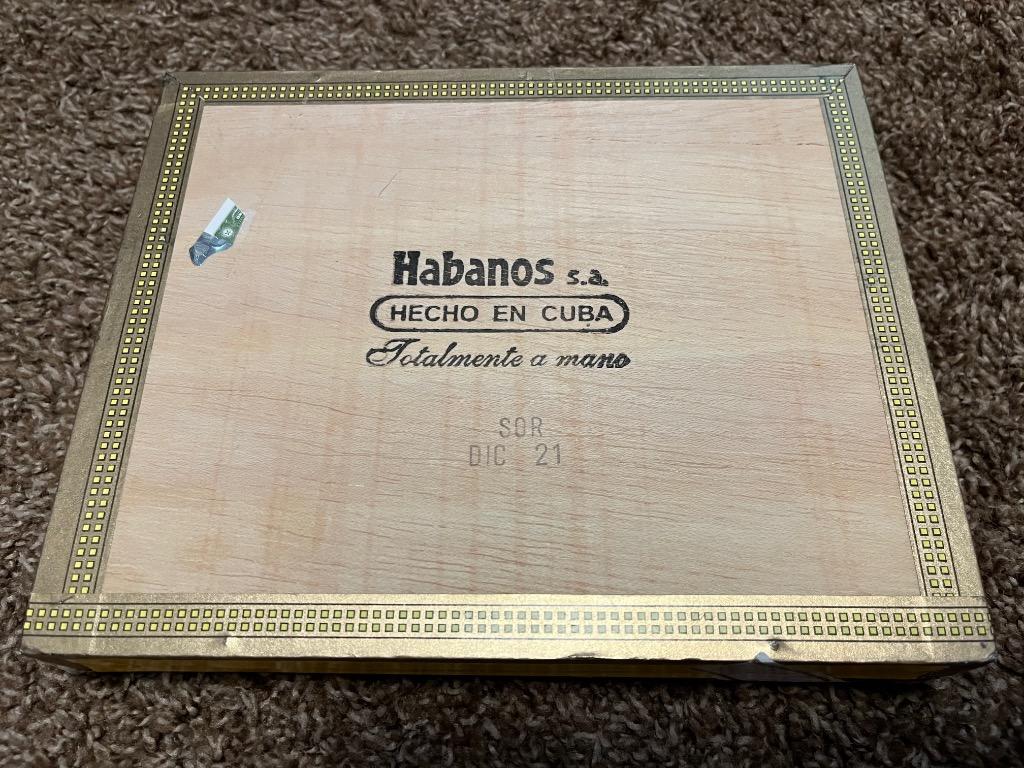 Habanos s.a.
HECHO EN CUBA
Totalmente a mano
SOR
DIC 21